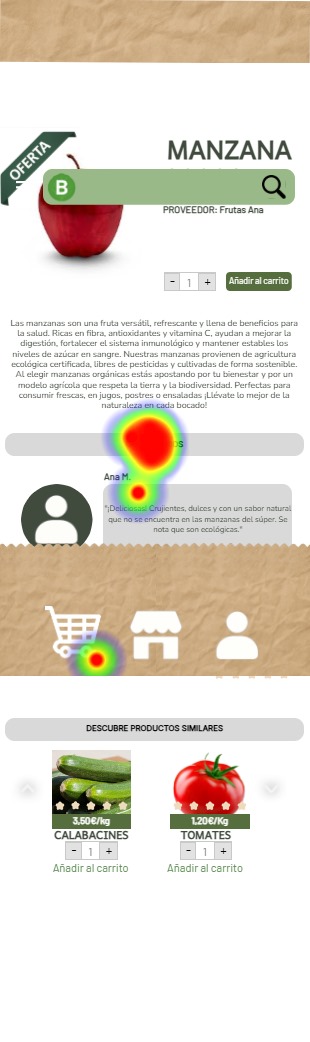 OFERTA
MANZANA
B
PROVEEDOR: Frutas Ana
- 1 + Añadir al carrito
Las manzanas son una fruta versátil, refrescante y llena de beneficios para
la salud. Ricas en fibra, antioxidantes y vitamina C, ayudan a mejorar la
digestión, fortalecer el sistema inmunológico y mantener estables los
niveles de azúcar en sangre. Nuestras manzanas provienen de agricultura
ecológica certificada, libres de pesticidas y cultivadas de forma sostenible.
Al elegir manzanas orgánicas estás apostando por tu bienestar y por un
modelo agrícola que respeta la tierra y la biodiversidad. Perfectas para
consumir frescas, en jugos, postres o ensaladas ¡Llévate lo mejor de la
naturaleza en cada bocado!
Ana M.
"¡Deliciosas! Crujientes, dulces y con un sabor natural
que no se encuentra en las manzanas del súper. Se
nota que son ecológicas."
DESCUBRE PRODUCTOS SIMILARES
3,50€/kg
CALABACINES
- 1 +
Añadir al carrito
1,20€/Kg
TOMATES
- 1 +
Añadir al carrito